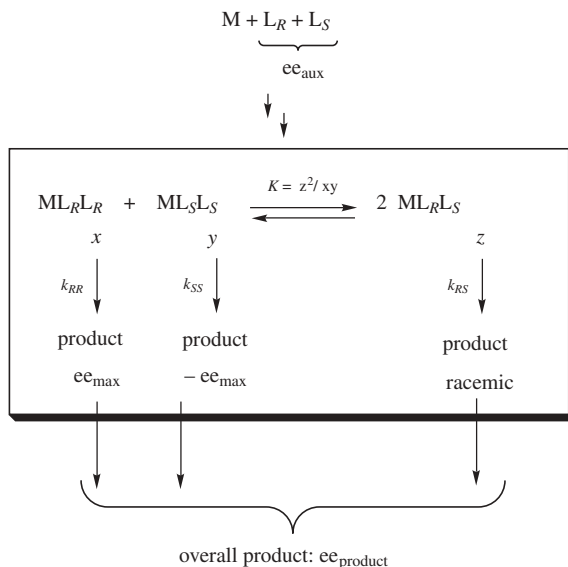 M + L_R + L_S
ee_aux
K = z²/ xy
ML_RL_R + ML_SL_S 2 ML_RL_S
x y z
k_RR k_SS k_RS
product product product
ee_max – ee_max racemic
overall product: ee_product